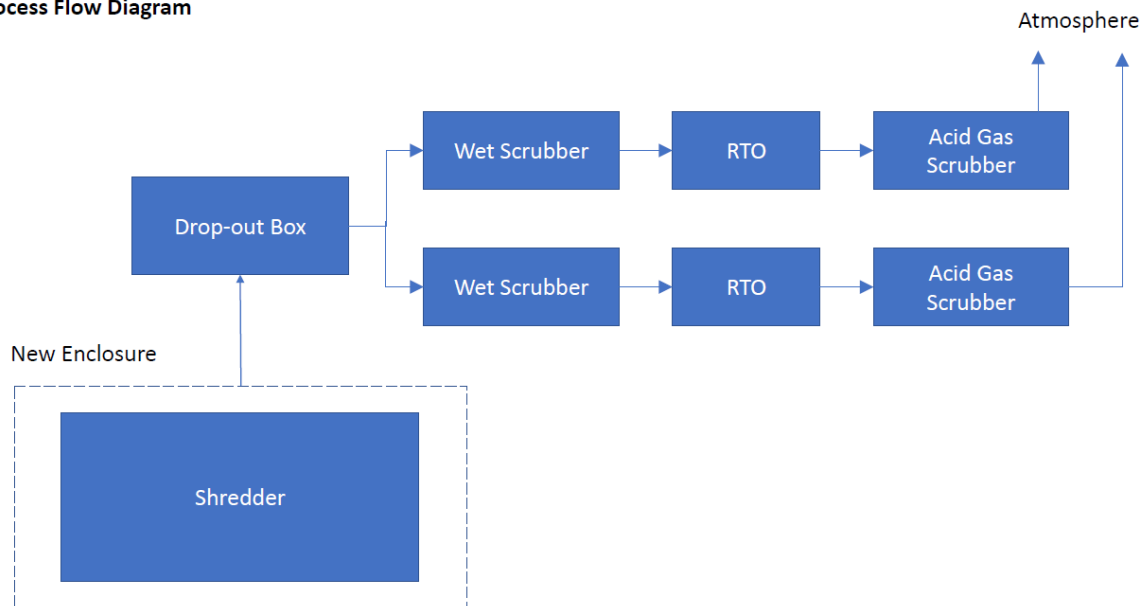 ocess Flow Diagram
Atmosphere
Wet Scrubber
RTO
Acid Gas
Scrubber
Drop-out Box
Wet Scrubber
RTO
Acid Gas
Scrubber
New Enclosure
Shredder